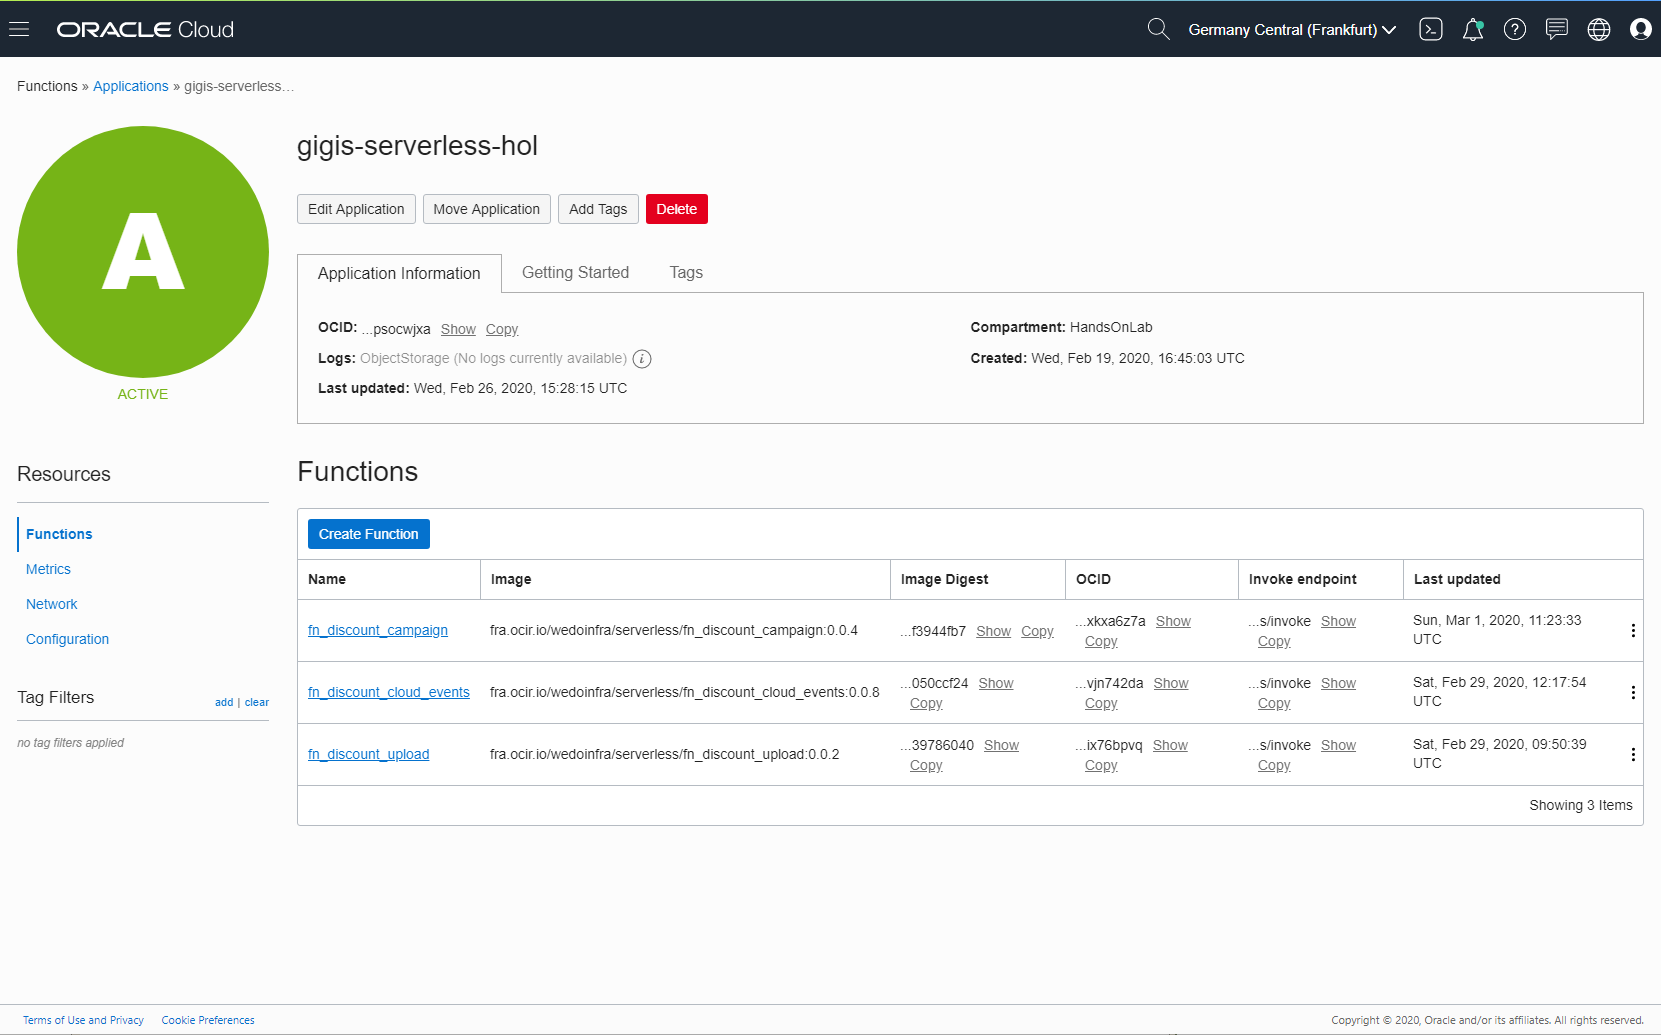 ORACLE Cloud
Germany Central (Frankfurt)
Functions » Applications » gigis-serverless...
A
ACTIVE
gigis-serverless-hol
Edit Application Move Application Add Tags Delete
Application Information Getting Started Tags
OCID: ...psocwjxa Show Copy
Logs: ObjectStorage (No logs currently available) i
Last updated: Wed, Feb 26, 2020, 15:28:15 UTC
Compartment: HandsOnLab
Created: Wed, Feb 19, 2020, 16:45:03 UTC
Resources
Functions
Metrics
Network
Configuration
Tag Filters add | clear
no tag filters applied
Functions
Create Function
Name Image Image Digest OCID Invoke endpoint Last updated
fn_discount_campaign fra.ocir.io/wedoinfra/serverless/fn_discount_campaign:0.0.4 ...f3944fb7 Show Copy ...xkxa6z7a Show ...s/invoke Show Sun, Mar 1, 2020, 11:23:33
Copy Copy UTC
fn_discount_cloud_events fra.ocir.io/wedoinfra/serverless/fn_discount_cloud_events:0.0.8 ...050ccf24 Show ...vjn742da Show ...s/invoke Show Sat, Feb 29, 2020, 12:17:54
Copy Copy Copy UTC
fn_discount_upload fra.ocir.io/wedoinfra/serverless/fn_discount_upload:0.0.2 ...39786040 Show ...ix76bpvq Show ...s/invoke Show Sat, Feb 29, 2020, 09:50:39
Copy Copy Copy UTC
Showing 3 Items
Terms of Use and Privacy Cookie Preferences
Copyright © 2020, Oracle and/or its affiliates. All rights reserved.